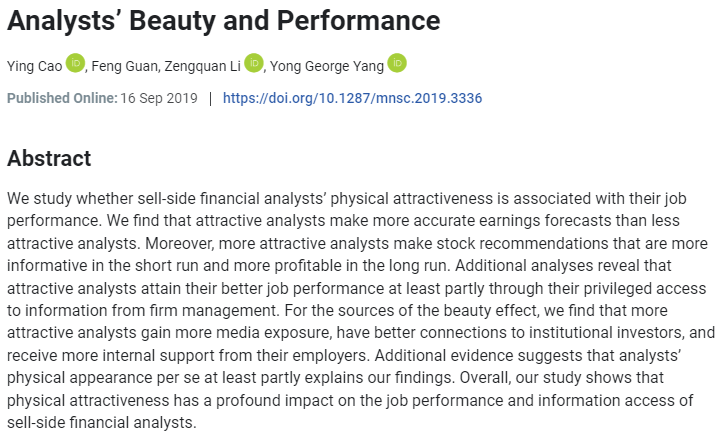 Analysts’ Beauty and Performance
Ying Cao iD, Feng Guan, Zengquan Li iD, Yong George Yang iD
Published Online: 16 Sep 2019 | https://doi.org/10.1287/mnsc.2019.3336
Abstract
We study whether sell-side financial analysts’ physical attractiveness is associated with their job
performance. We find that attractive analysts make more accurate earnings forecasts than less
attractive analysts. Moreover, more attractive analysts make stock recommendations that are more
informative in the short run and more profitable in the long run. Additional analyses reveal that
attractive analysts attain their better job performance at least partly through their privileged access
to information from firm management. For the sources of the beauty effect, we find that more
attractive analysts gain more media exposure, have better connections to institutional investors, and
receive more internal support from their employers. Additional evidence suggests that analysts’
physical appearance per se at least partly explains our findings. Overall, our study shows that
physical attractiveness has a profound impact on the job performance and information access of
sell-side financial analysts.